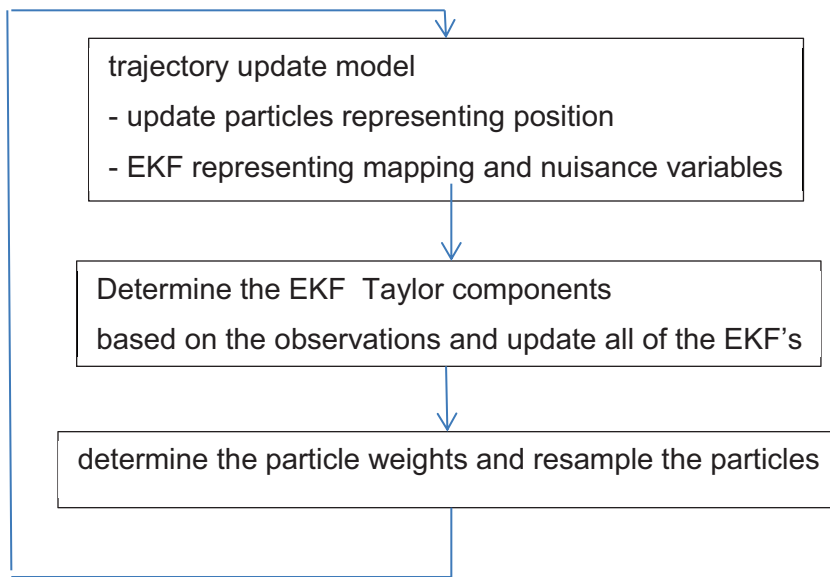 trajectory update model
- update particles representing position
- EKF representing mapping and nuisance variables
Determine the EKF Taylor components
based on the observations and update all of the EKF's
determine the particle weights and resample the particles